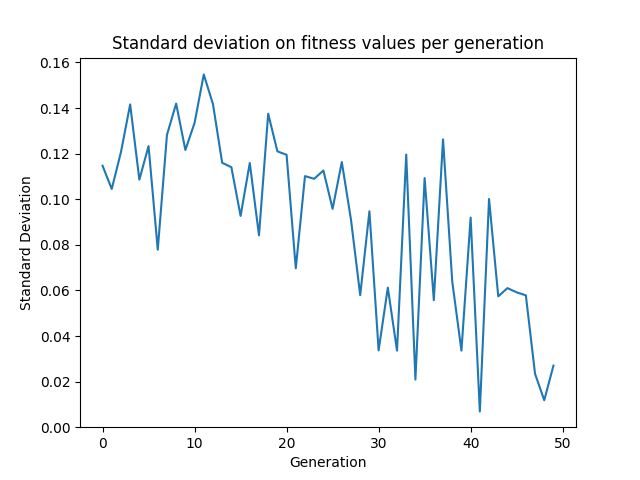 Standard deviation on fitness values per generation
0.16
0.14
0.12
0.10
0.08
0.06
0.04
0.02
0.00
Standard Deviation
0 10 20 30 40 50
Generation